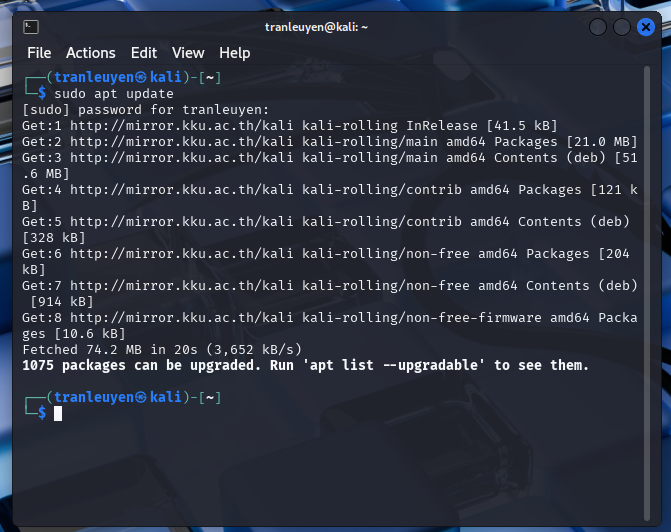 tranleuyen@kali: ~
File Actions Edit View Help
┌──(tranleuyen㉿kali)-[~]
└─$ sudo apt update
[sudo] password for tranleuyen:
Get:1 http://mirror.kku.ac.th/kali kali-rolling InRelease [41.5 kB]
Get:2 http://mirror.kku.ac.th/kali kali-rolling/main amd64 Packages [21.0 MB]
Get:3 http://mirror.kku.ac.th/kali kali-rolling/main amd64 Contents (deb) [51
.6 MB]
Get:4 http://mirror.kku.ac.th/kali kali-rolling/contrib amd64 Packages [121 k
B]
Get:5 http://mirror.kku.ac.th/kali kali-rolling/contrib amd64 Contents (deb)
[328 kB]
Get:6 http://mirror.kku.ac.th/kali kali-rolling/non-free amd64 Packages [204
kB]
Get:7 http://mirror.kku.ac.th/kali kali-rolling/non-free amd64 Contents (deb)
[914 kB]
Get:8 http://mirror.kku.ac.th/kali kali-rolling/non-free-firmware amd64 Packa
ges [10.6 kB]
Fetched 74.2 MB in 20s (3,652 kB/s)
1075 packages can be upgraded. Run 'apt list --upgradable' to see them.
┌──(tranleuyen㉿kali)-[~]
└─$